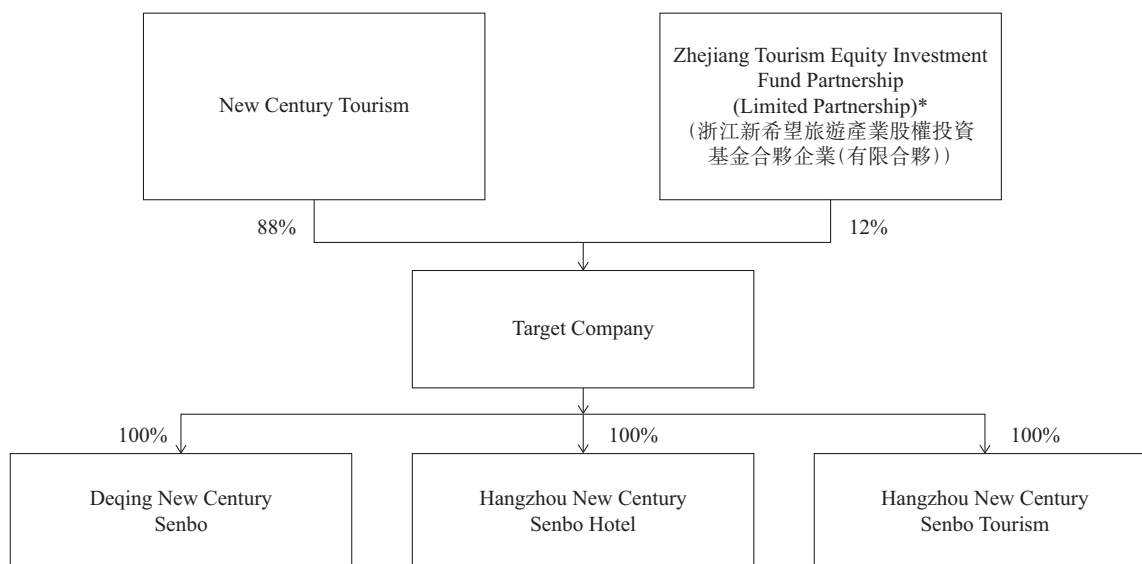 New Century Tourism
Zhejiang Tourism Equity Investment
Fund Partnership
(Limited Partnership)*
(浙江新希望旅遊產業股權投資
基金合夥企業(有限合夥))
88%
12%
Target Company
100%
100%
100%
Deqing New Century
Senbo
Hangzhou New Century
Senbo Hotel
Hangzhou New Century
Senbo Tourism